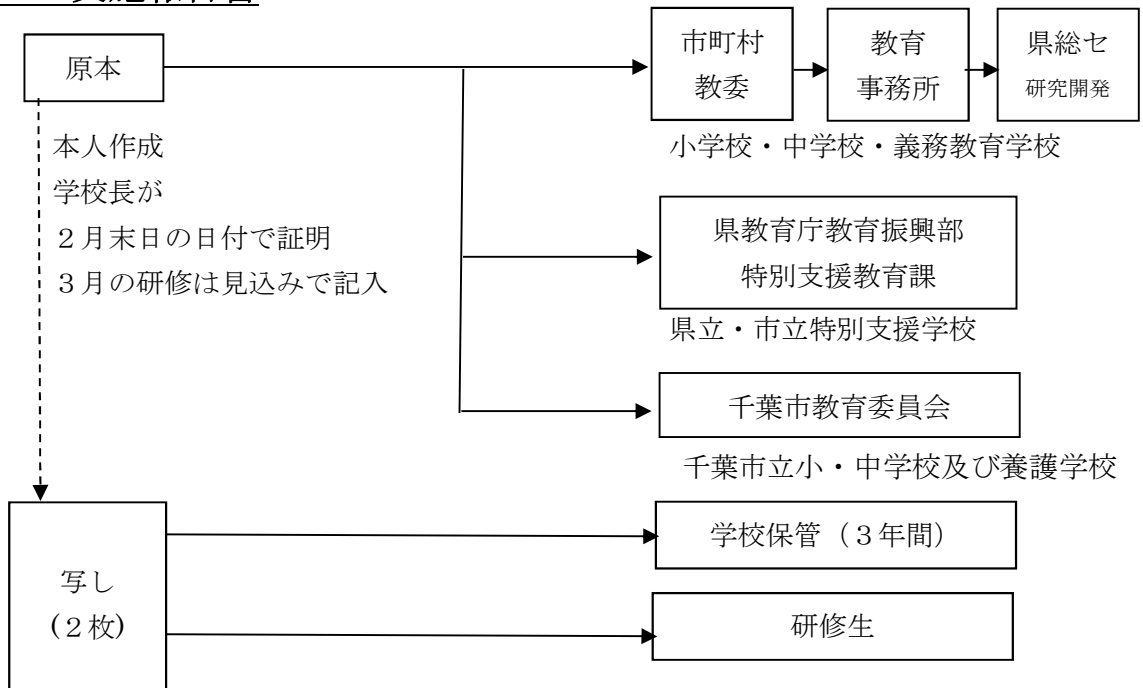 原本
市町村
教委
教育
事務所
県総セ
研究開発
小学校・中学校・義務教育学校
本人作成
学校長が
２月末日の日付で証明
３月の研修は見込みで記入
県教育庁教育振興部
特別支援教育課
県立・市立特別支援学校
千葉市教育委員会
千葉市立小・中学校及び養護学校
写し
(２枚)
学校保管（３年間）
研修生